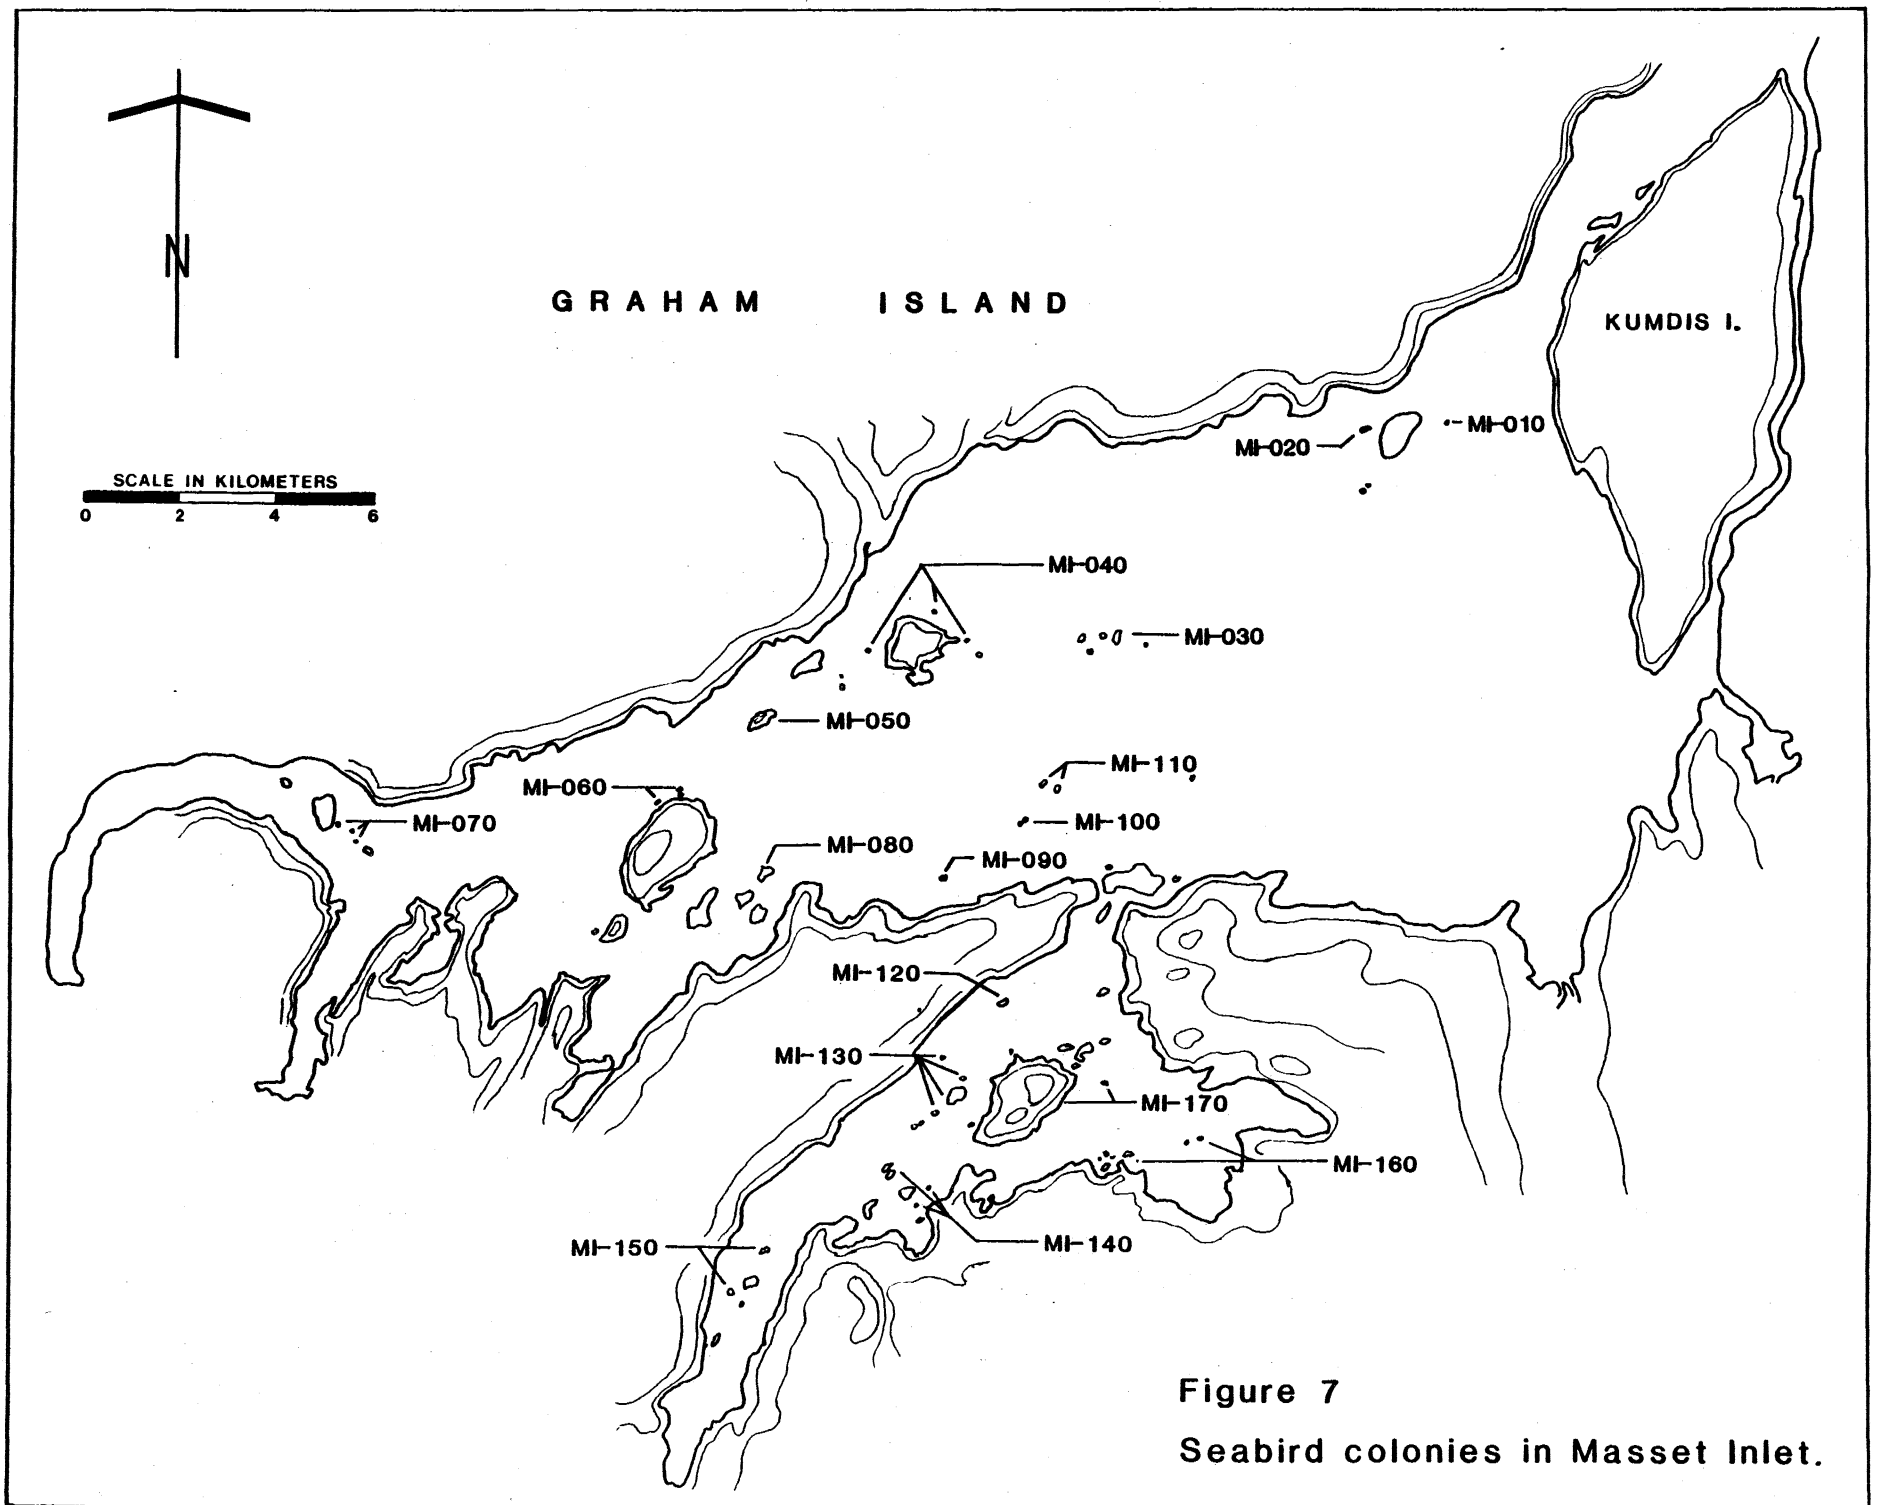 N
GRAHAM ISLAND
KUMDIS I.
MI-010
MI-020
SCALE IN KILOMETERS
0 2 4 6
MI-040
MI-030
MI-050
MI-110
MI-060
MI-070
MI-100
MI-080
MI-090
MI-120
MI-130
MI-170
MI-160
MI-140
MI-150
Figure 7
Seabird colonies in Masset Inlet.